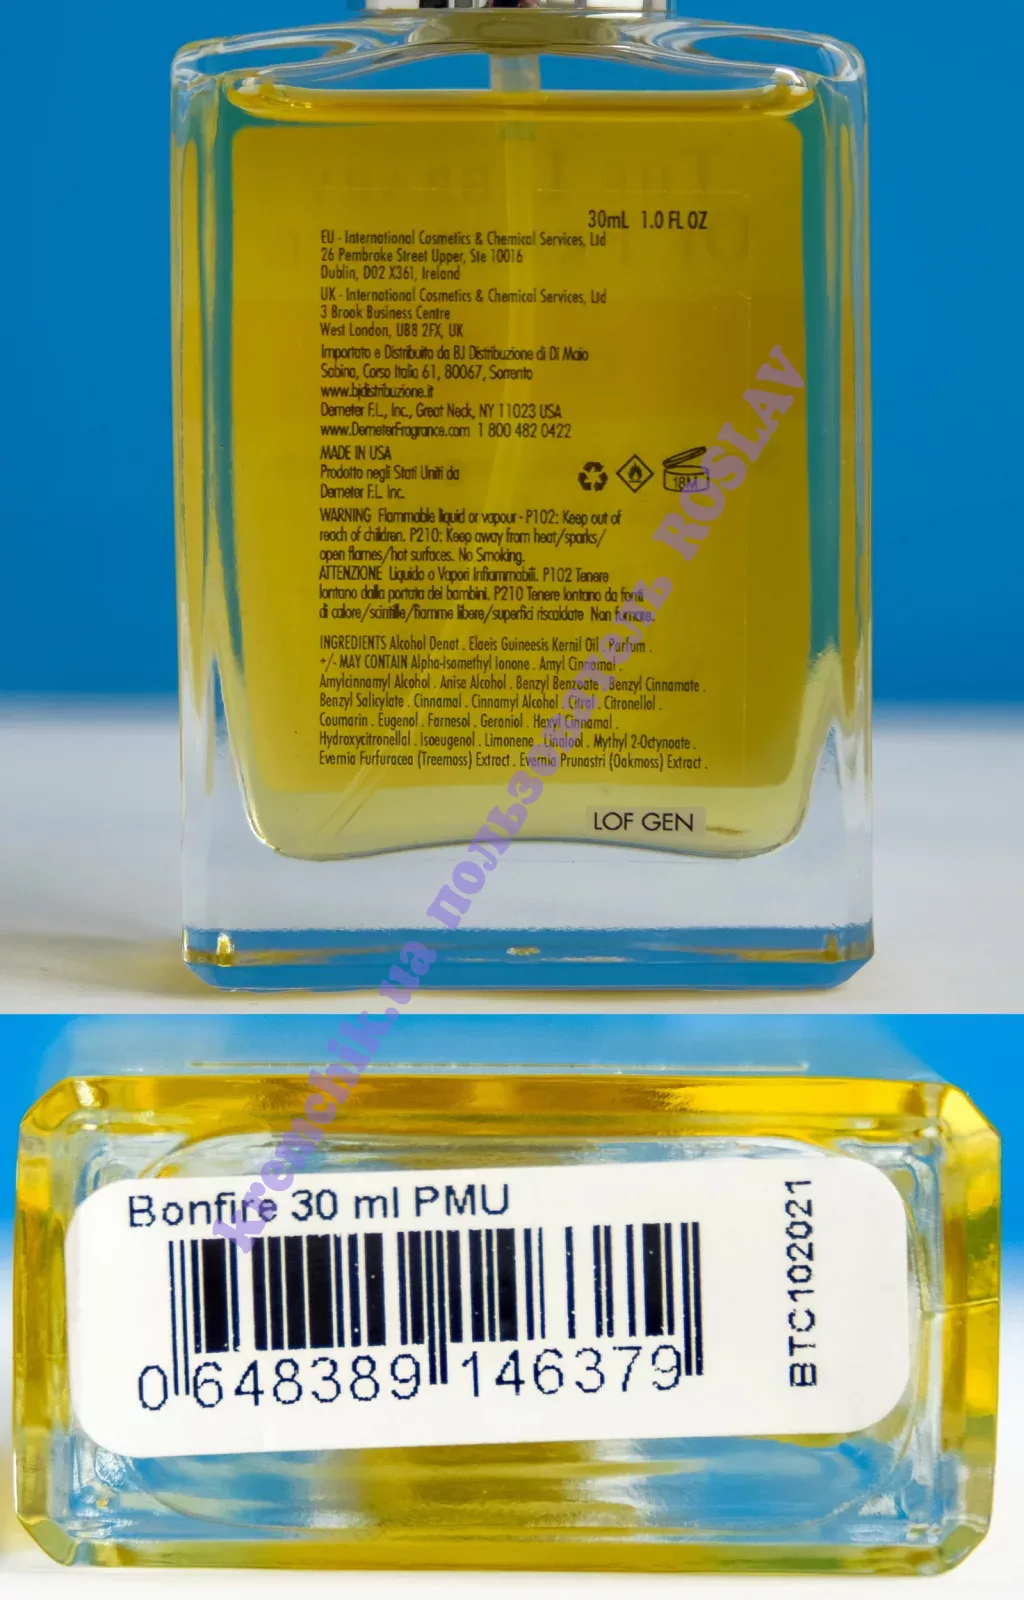 30mL 1.0 FL OZ
EU - International Cosmetics & Chemical Services, Ltd
26 Pembroke Street Upper, Ste 10016
Dublin, D02 X361, Ireland
UK - International Cosmetics & Chemical Services, Ltd
3 Brook Business Centre
West London, UB8 2FX, UK
Importato e Distribuito da BJ Distribuzione di Di Maio
Sabina, Corso Italia 61, 80067, Sorrento
www.bjdistribuzione.it
Demeter F.L., Inc., Great Neck, NY 11023 USA
www.DemeterFragrance.com 1 800 482 0422
MADE IN USA
Prodotto negli Stati Uniti da
Demeter F.L. Inc.
18M
WARNING Flammable liquid or vapour - P102: Keep out of
reach of children. P210: Keep away from heat/sparks/
open flames/hot surfaces. No Smoking.
ATTENZIONE Liquido o Vapori Infiammabili. P102 Tenere
lontano dalla portata dei bambini. P210 Tenere lontano da fonti
di calore/scintille/fiamme libere/superfici riscaldate Non fumare.
INGREDIENTS Alcohol Denat . Elaeis Guineesis Kernil Oil . Parfum .
+/- MAY CONTAIN Alpha-Isomethyl Ionone . Amyl Cinnamal .
Amylcinnamyl Alcohol . Anise Alcohol . Benzyl Benzoate . Benzyl Cinnamate .
Benzyl Salicylate . Cinnamal . Cinnamyl Alcohol . Citral . Citronellol .
Coumarin . Eugenol . Farnesol . Geraniol . Hexyl Cinnamal .
Hydroxycitronellal . Isoeugenol . Limonene . Linalool . Mythyl 2-Octynoate .
Evernia Furfuracea (Treemoss) Extract . Evernia Prunastri (Oakmoss) Extract .
LOF GEN
kremchik.ua пользователь ROSLAV
Bonfire 30 ml PMU
0 648389 146379
BTC102021